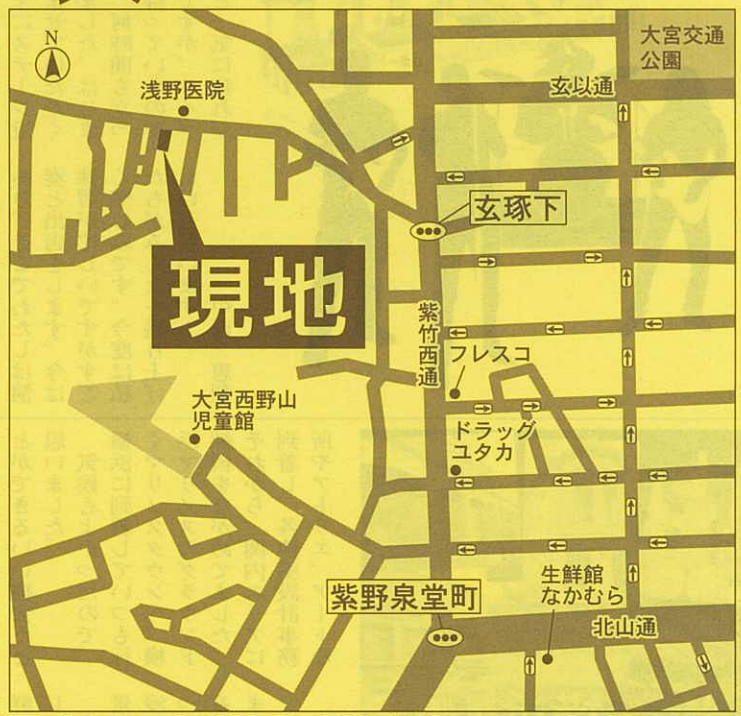 大宮交通
公園
N
玄以通
浅野医院
玄琢下
現地
紫竹西通
フレスコ
大宮西野山
児童館
ドラッグ
ユタカ
生鮮館
なかむら
紫野泉堂町
北山通